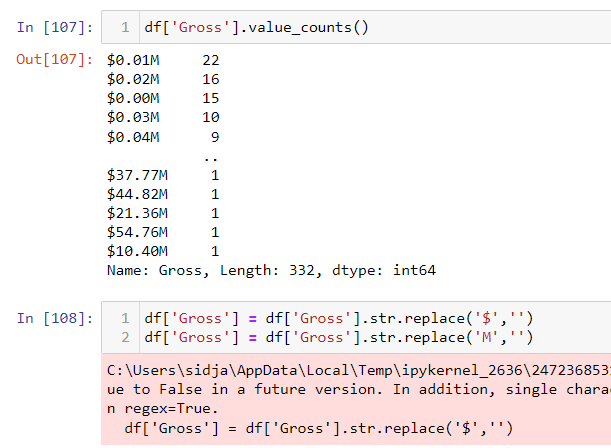 In [107]: 1 df['Gross'].value_counts()
Out[107]: $0.01M 22
$0.02M 16
$0.00M 15
$0.03M 10
$0.04M 9
..
$37.77M 1
$44.82M 1
$21.36M 1
$54.76M 1
$10.40M 1
Name: Gross, Length: 332, dtype: int64
In [108]: 1 df['Gross'] = df['Gross'].str.replace('$','')
2 df['Gross'] = df['Gross'].str.replace('M','')
C:\Users\sidja\AppData\Local\Temp\ipykernel_2636\247236853
ue to False in a future version. In addition, single chara
n regex=True.
df['Gross'] = df['Gross'].str.replace('$','')